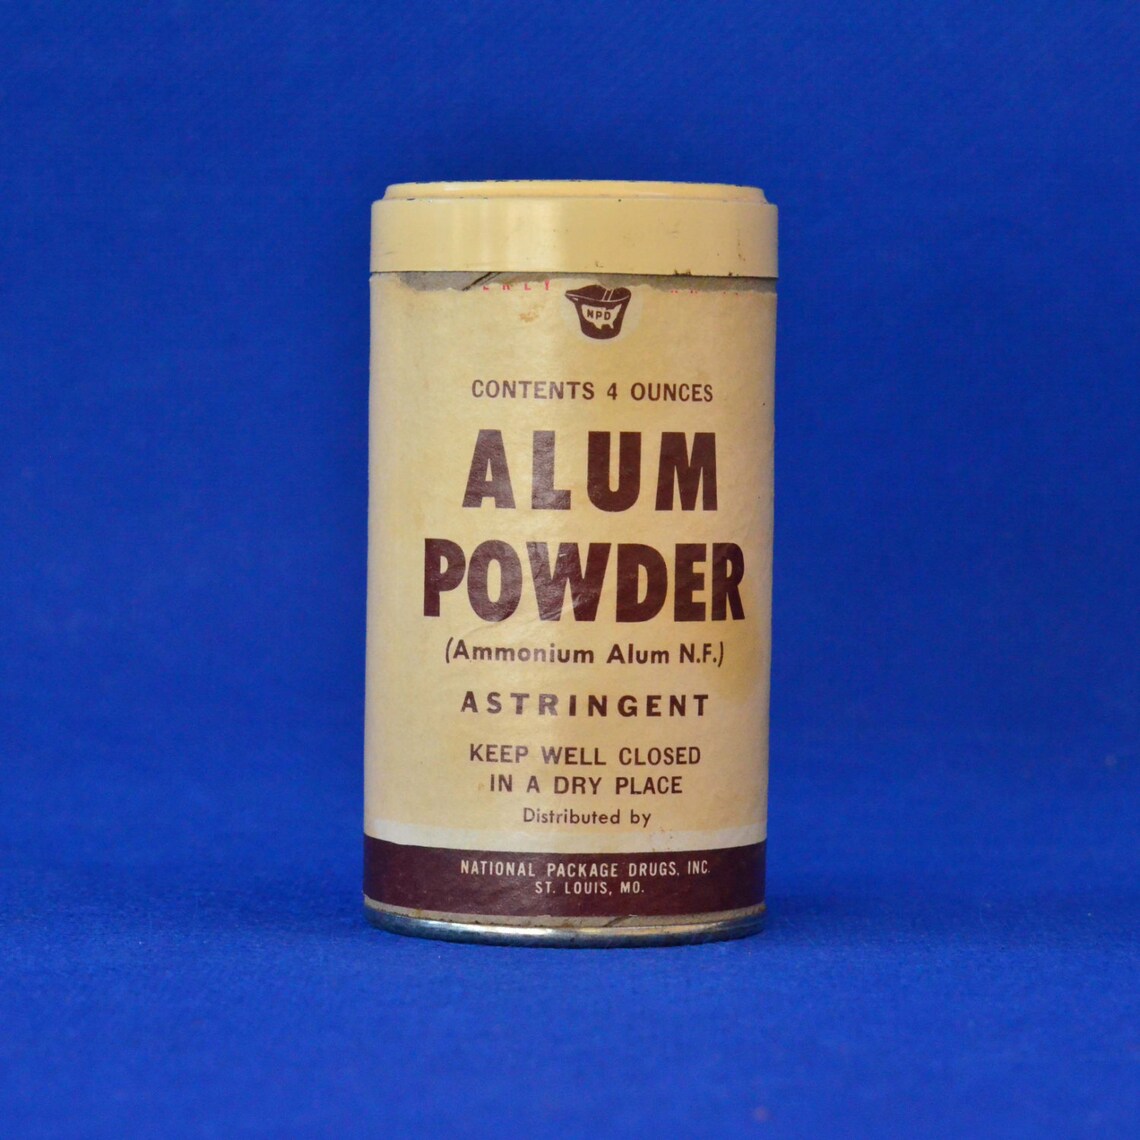 NPD
CONTENTS 4 OUNCES
ALUM
POWDER
(Ammonium Alum N.F.)
ASTRINGENT
KEEP WELL CLOSED
IN A DRY PLACE
Distributed by
NATIONAL PACKAGE DRUGS, INC.
ST. LOUIS, MO.